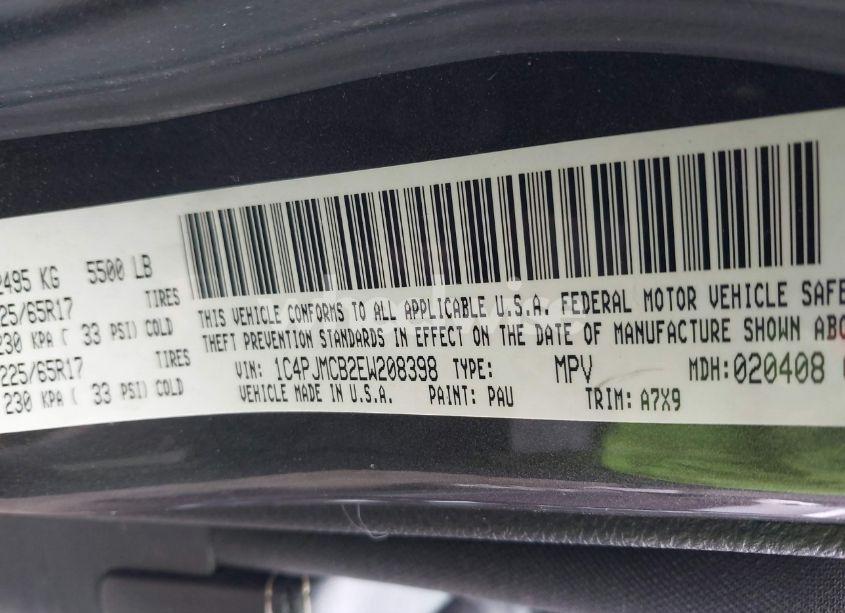 2495 KG 5500 LB
225/65R17 TIRES
230 KPA ( 33 PSI) COLD
225/65R17 TIRES
230 KPA ( 33 PSI) COLD
THIS VEHICLE CONFORMS TO ALL APPLICABLE U.S.A. FEDERAL MOTOR VEHICLE SAFE
THEFT PREVENTION STANDARDS IN EFFECT ON THE DATE OF MANUFACTURE SHOWN ABO
VIN: 1C4PJMCB2EW208398 TYPE: MPV MDH:020408
VEHICLE MADE IN U.S.A. PAINT: PAU TRIM: A7X9